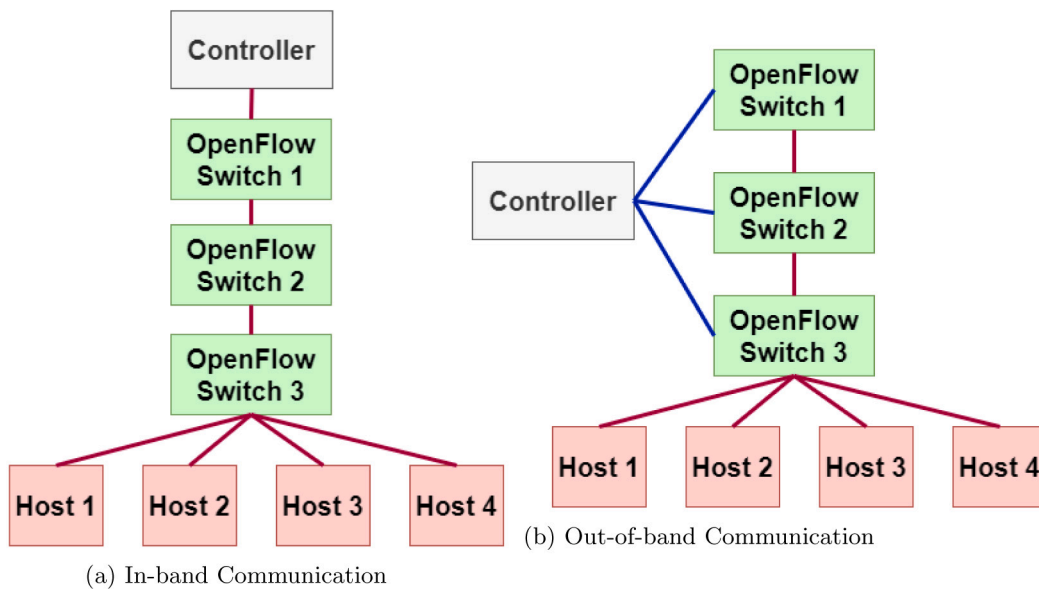 Controller
OpenFlow
Switch 1
OpenFlow
Switch 2
OpenFlow
Switch 3
Host 1
Host 2
Host 3
Host 4
(a) In-band Communication
Controller
OpenFlow
Switch 1
OpenFlow
Switch 2
OpenFlow
Switch 3
Host 1
Host 2
Host 3
Host 4
(b) Out-of-band Communication